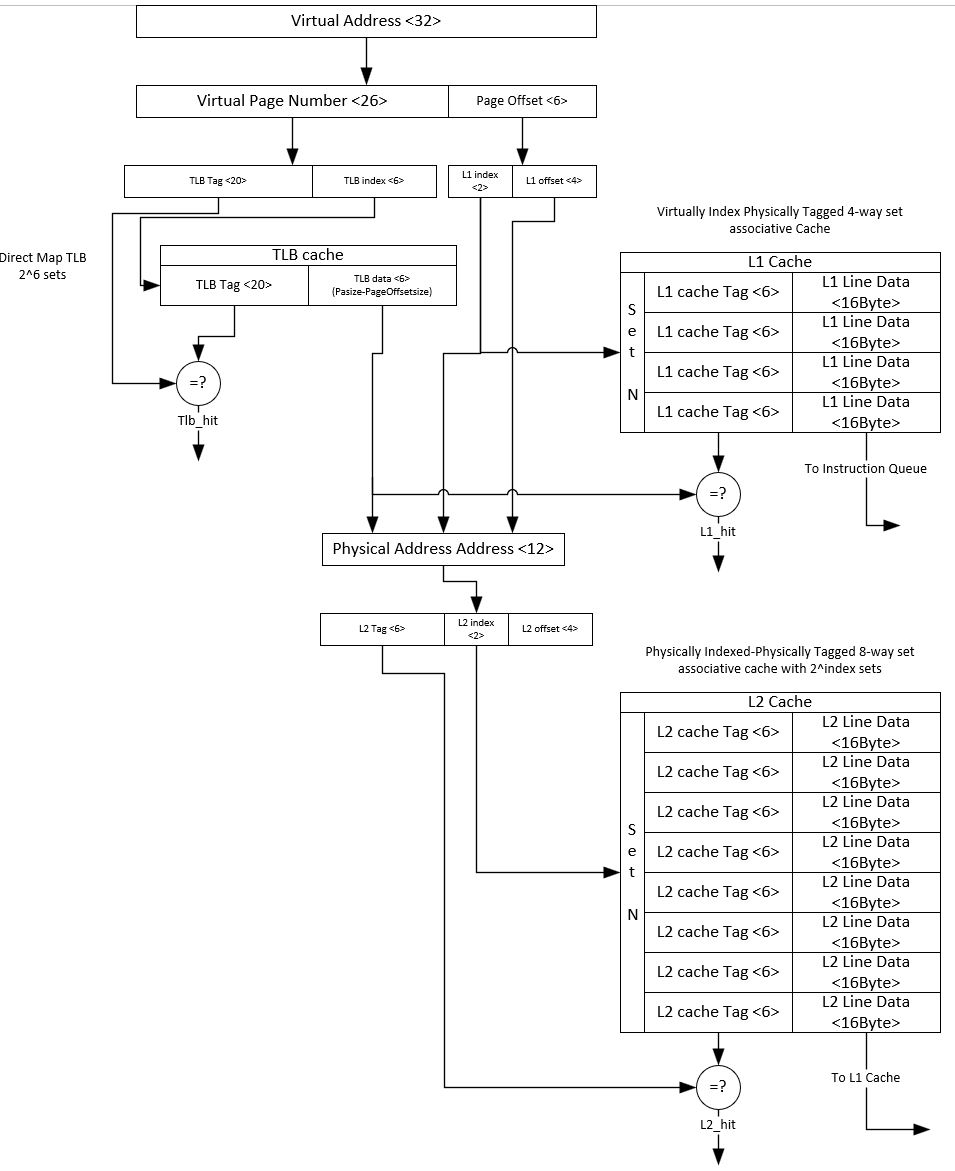 Virtual Address <32>
Virtual Page Number <26>
Page Offset <6>
TLB Tag <20>
TLB index <6>
L1 index
<2>
L1 offset <4>
Direct Map TLB
2^6 sets
TLB cache
TLB Tag <20>
TLB data <6>
(Pasize-PageOffsetsize)
=?
Tlb_hit
Virtually Index Physically Tagged 4-way set
associative Cache
L1 Cache
S
e
t
N
L1 cache Tag <6>
L1 Line Data
<16Byte>
L1 cache Tag <6>
L1 Line Data
<16Byte>
L1 cache Tag <6>
L1 Line Data
<16Byte>
L1 cache Tag <6>
L1 Line Data
<16Byte>
To Instruction Queue
=?
L1_hit
Physical Address Address <12>
L2 Tag <6>
L2 index
<2>
L2 offset <4>
Physically Indexed-Physically Tagged 8-way set
associative cache with 2^index sets
L2 Cache
S
e
t
N
L2 cache Tag <6>
L2 Line Data
<16Byte>
L2 cache Tag <6>
L2 Line Data
<16Byte>
L2 cache Tag <6>
L2 Line Data
<16Byte>
L2 cache Tag <6>
L2 Line Data
<16Byte>
L2 cache Tag <6>
L2 Line Data
<16Byte>
L2 cache Tag <6>
L2 Line Data
<16Byte>
L2 cache Tag <6>
L2 Line Data
<16Byte>
L2 cache Tag <6>
L2 Line Data
<16Byte>
To L1 Cache
=?
L2_hit